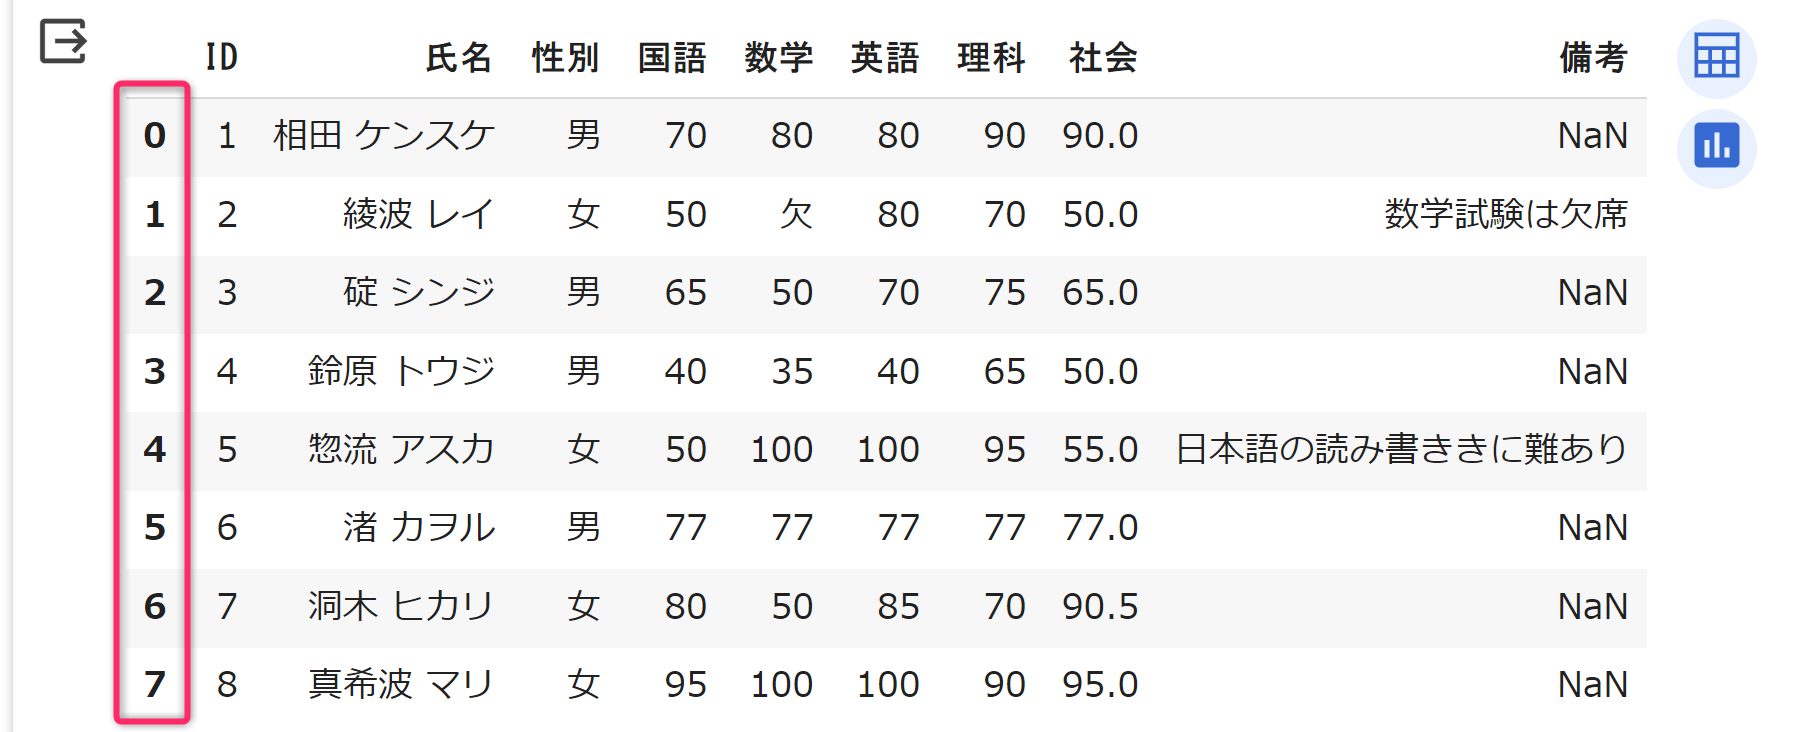 ID 氏名 性別 国語 数学 英語 理科 社会 備考
0 1 相田 ケンスケ 男 70 80 80 90 90.0 NaN
1 2 綾波 レイ 女 50 欠 80 70 50.0 数学試験は欠席
2 3 碇 シンジ 男 65 50 70 75 65.0 NaN
3 4 鈴原 トウジ 男 40 35 40 65 50.0 NaN
4 5 惣流 アスカ 女 50 100 100 95 55.0 日本語の読み書ききに難あり
5 6 渚 カヲル 男 77 77 77 77 77.0 NaN
6 7 洞木 ヒカリ 女 80 50 85 70 90.5 NaN
7 8 真希波 マリ 女 95 100 100 90 95.0 NaN